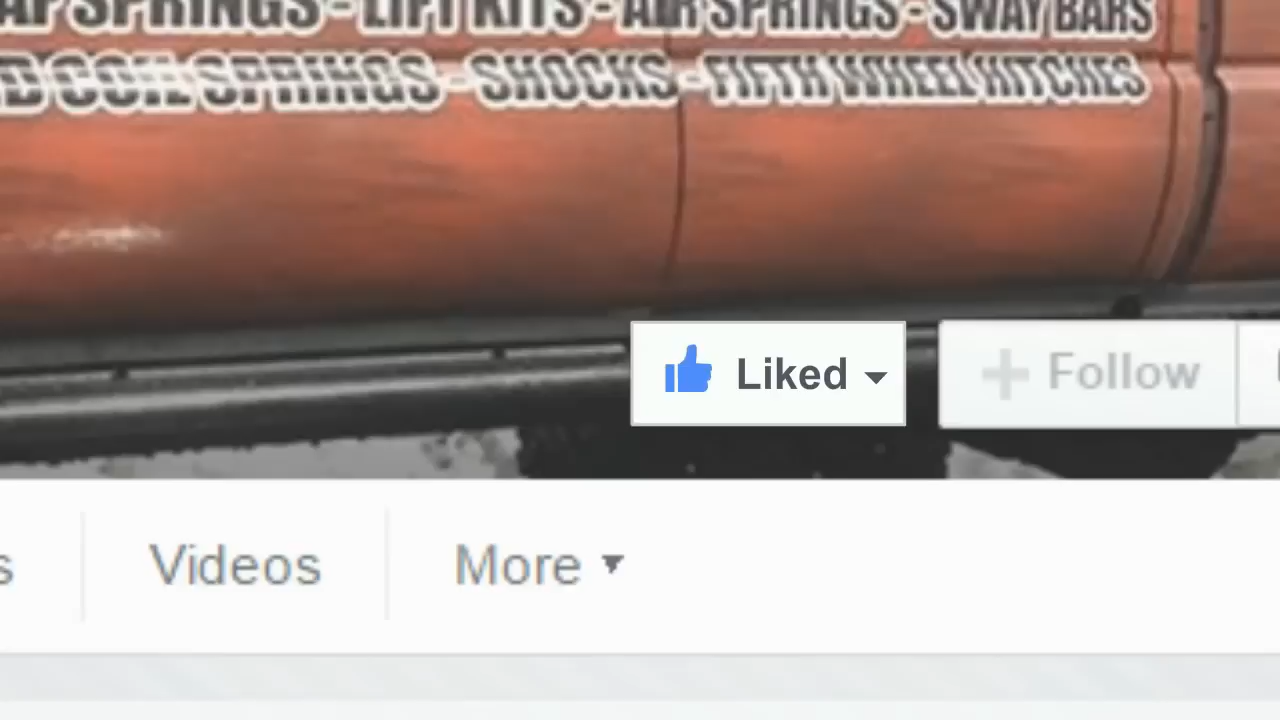 SPRINGS - LIFT KITS - AIR SPRINGS - SWAY BARS
COIL SPRINGS - SHOCKS - FIFTH WHEEL HITCHES
Liked
Follow
Videos
More